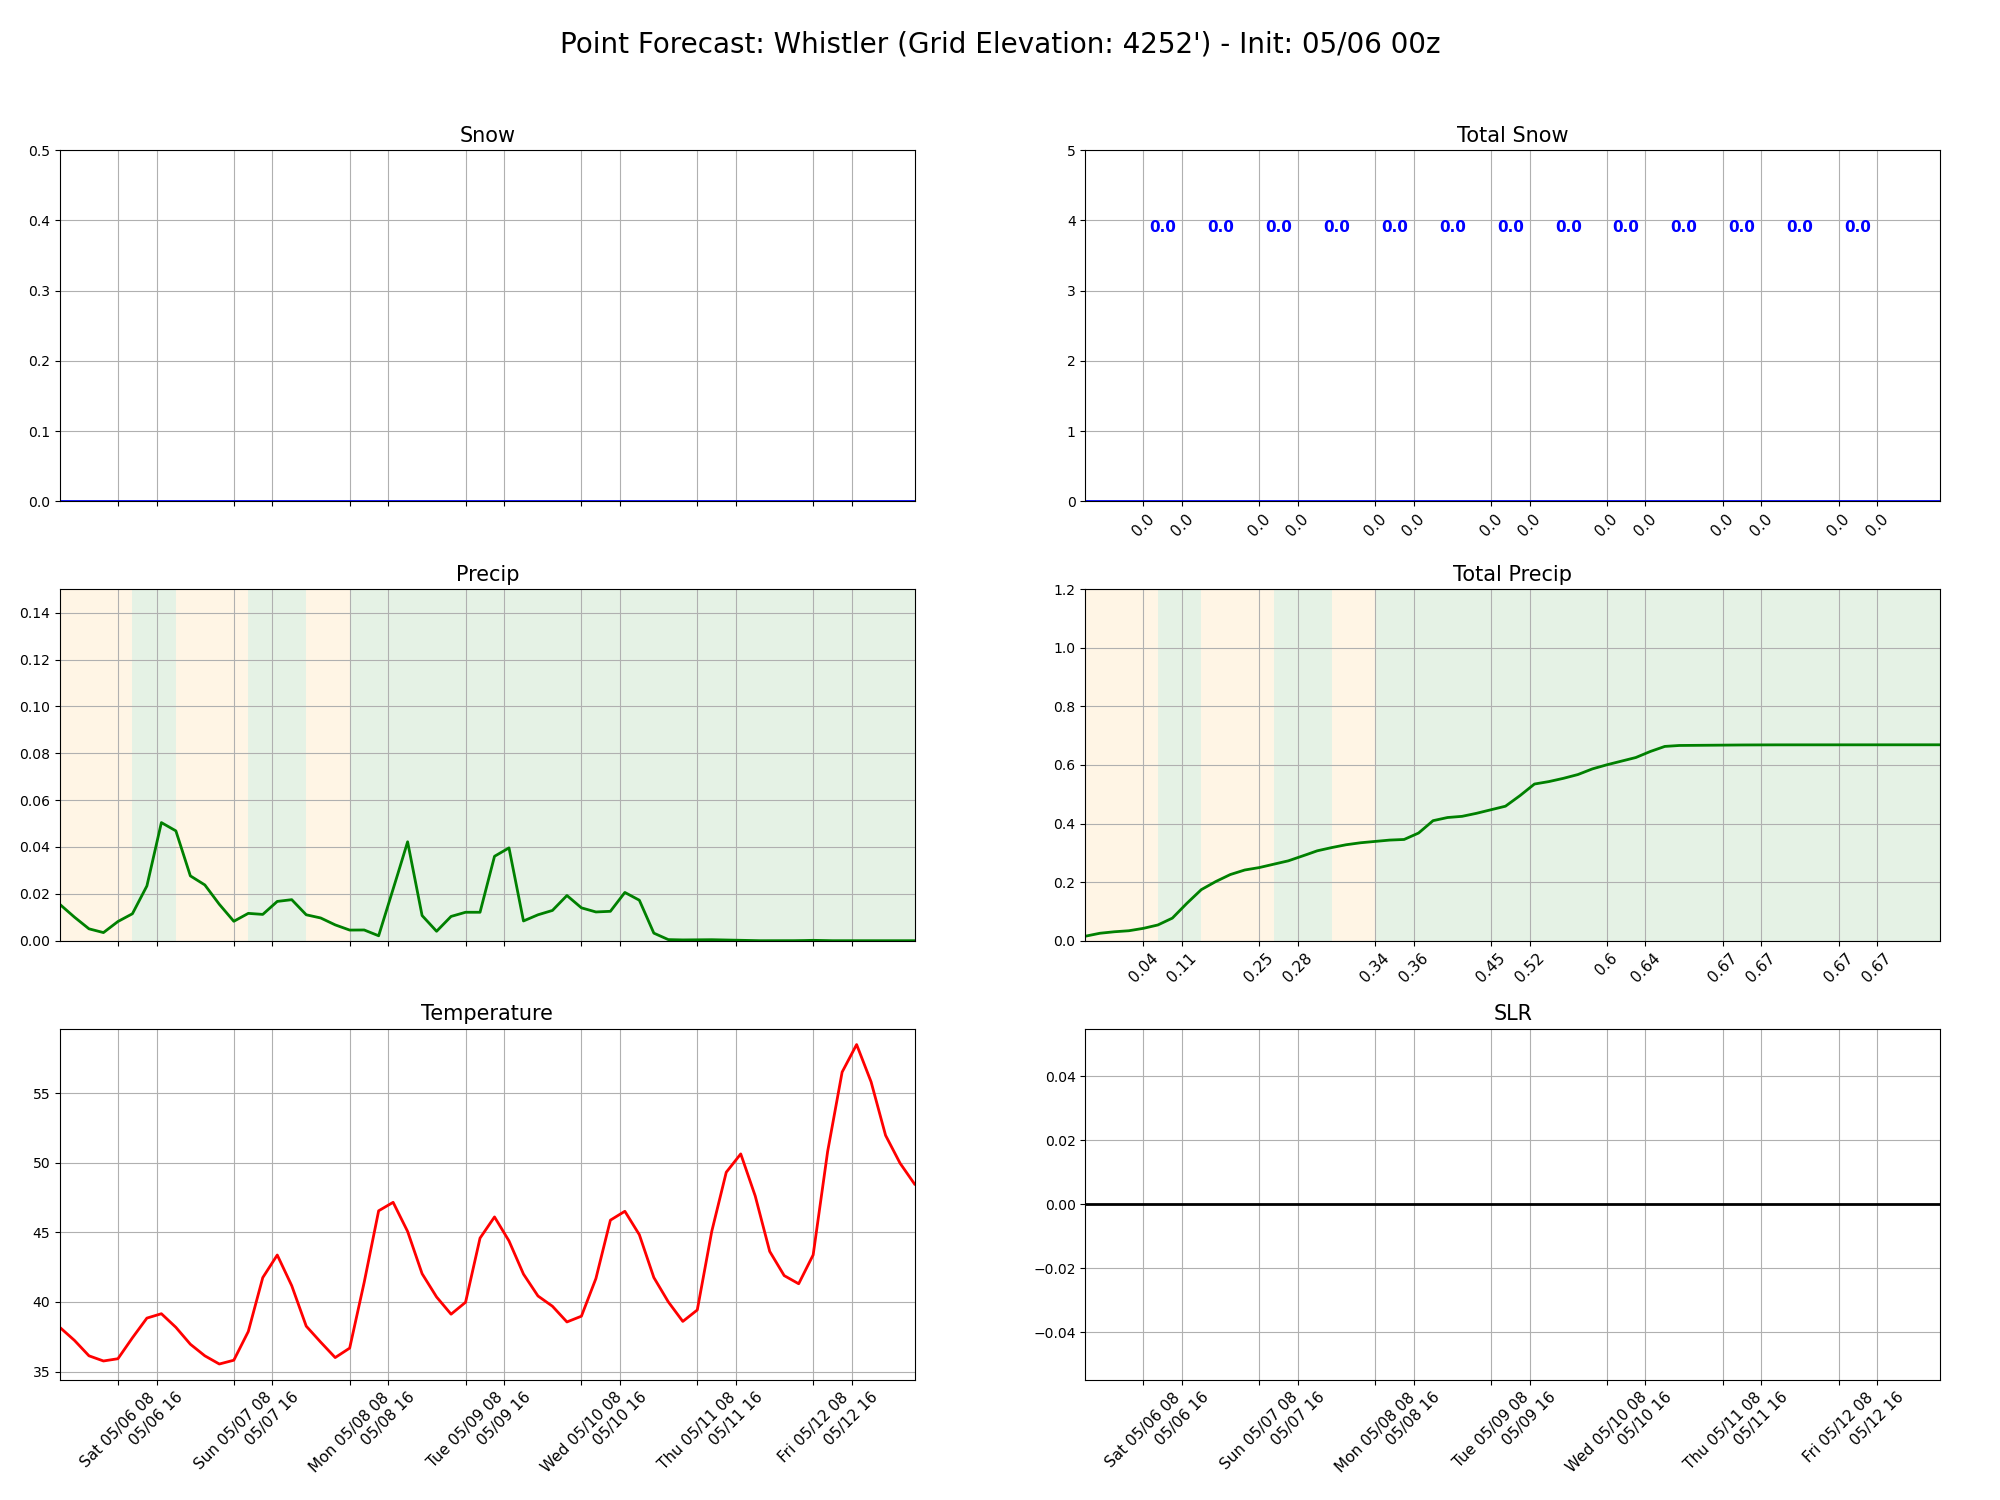 Point Forecast: Whistler (Grid Elevation: 4252') - Init: 05/06 00z
Snow
0.5
0.4
0.3
0.2
0.1
0.0
Total Snow
5
4
3
2
1
0
0.0 0.0 0.0 0.0 0.0 0.0 0.0 0.0 0.0 0.0 0.0 0.0 0.0
0.0 0.0 0.0 0.0 0.0 0.0 0.0 0.0 0.0 0.0 0.0 0.0 0.0 0.0
Precip
0.14
0.12
0.10
0.08
0.06
0.04
0.02
0.00
Total Precip
1.2
1.0
0.8
0.6
0.4
0.2
0.0
0.04 0.11 0.25 0.28 0.34 0.36 0.45 0.52 0.6 0.64 0.67 0.67 0.67 0.67
Temperature
55
50
45
40
35
Sat 05/06 08
05/06 16
Sun 05/07 08
05/07 16
Mon 05/08 08
05/08 16
Tue 05/09 08
05/09 16
Wed 05/10 08
05/10 16
Thu 05/11 08
05/11 16
Fri 05/12 08
05/12 16
SLR
0.04
0.02
0.00
−0.02
−0.04
Sat 05/06 08
05/06 16
Sun 05/07 08
05/07 16
Mon 05/08 08
05/08 16
Tue 05/09 08
05/09 16
Wed 05/10 08
05/10 16
Thu 05/11 08
05/11 16
Fri 05/12 08
05/12 16